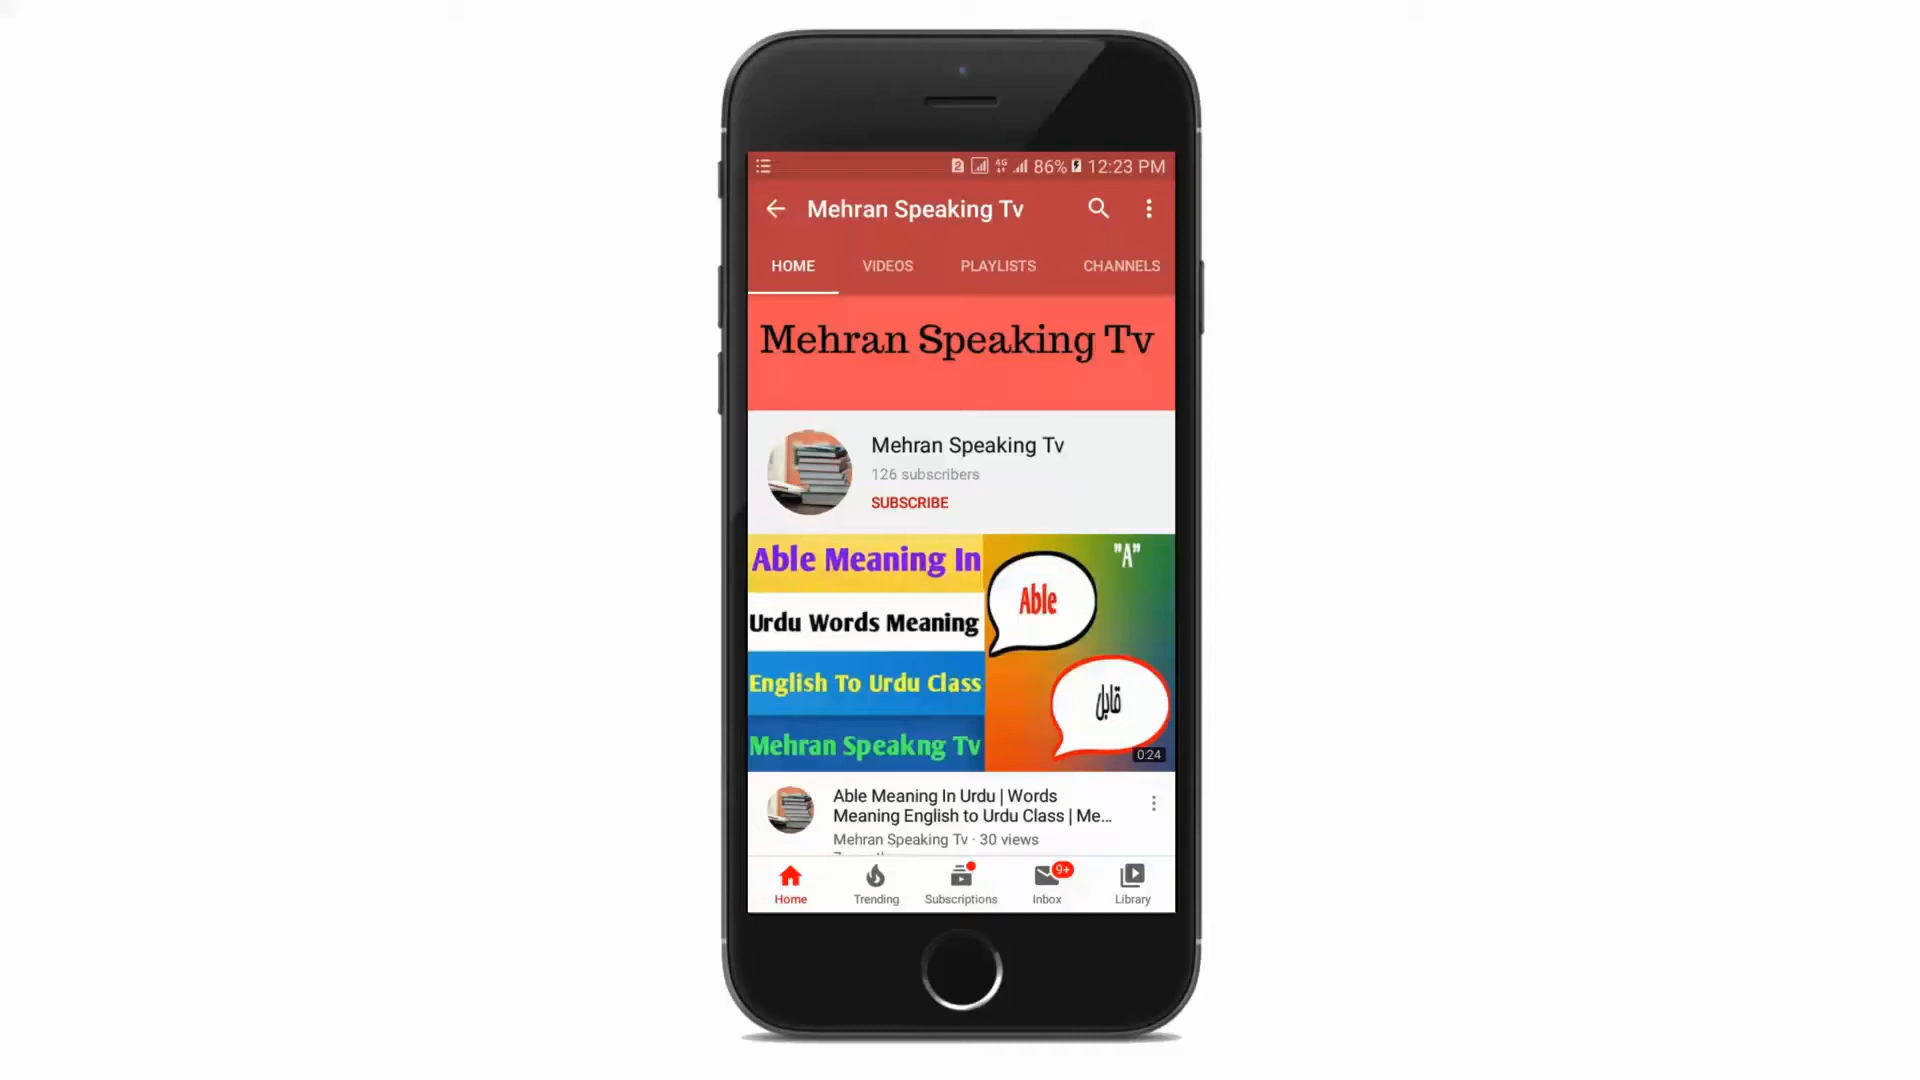 4G 86% 12:23 PM
Mehran Speaking Tv
HOME VIDEOS PLAYLISTS CHANNELS
Mehran Speaking Tv
Mehran Speaking Tv
126 subscribers
SUBSCRIBE
Able Meaning In
Urdu Words Meaning
English To Urdu Class
Mehran Speakng Tv
"A"
Able
قابل
0:24
Able Meaning In Urdu | Words
Meaning English to Urdu Class | Me...
Mehran Speaking Tv · 30 views
Home Trending Subscriptions 9+ Inbox Library